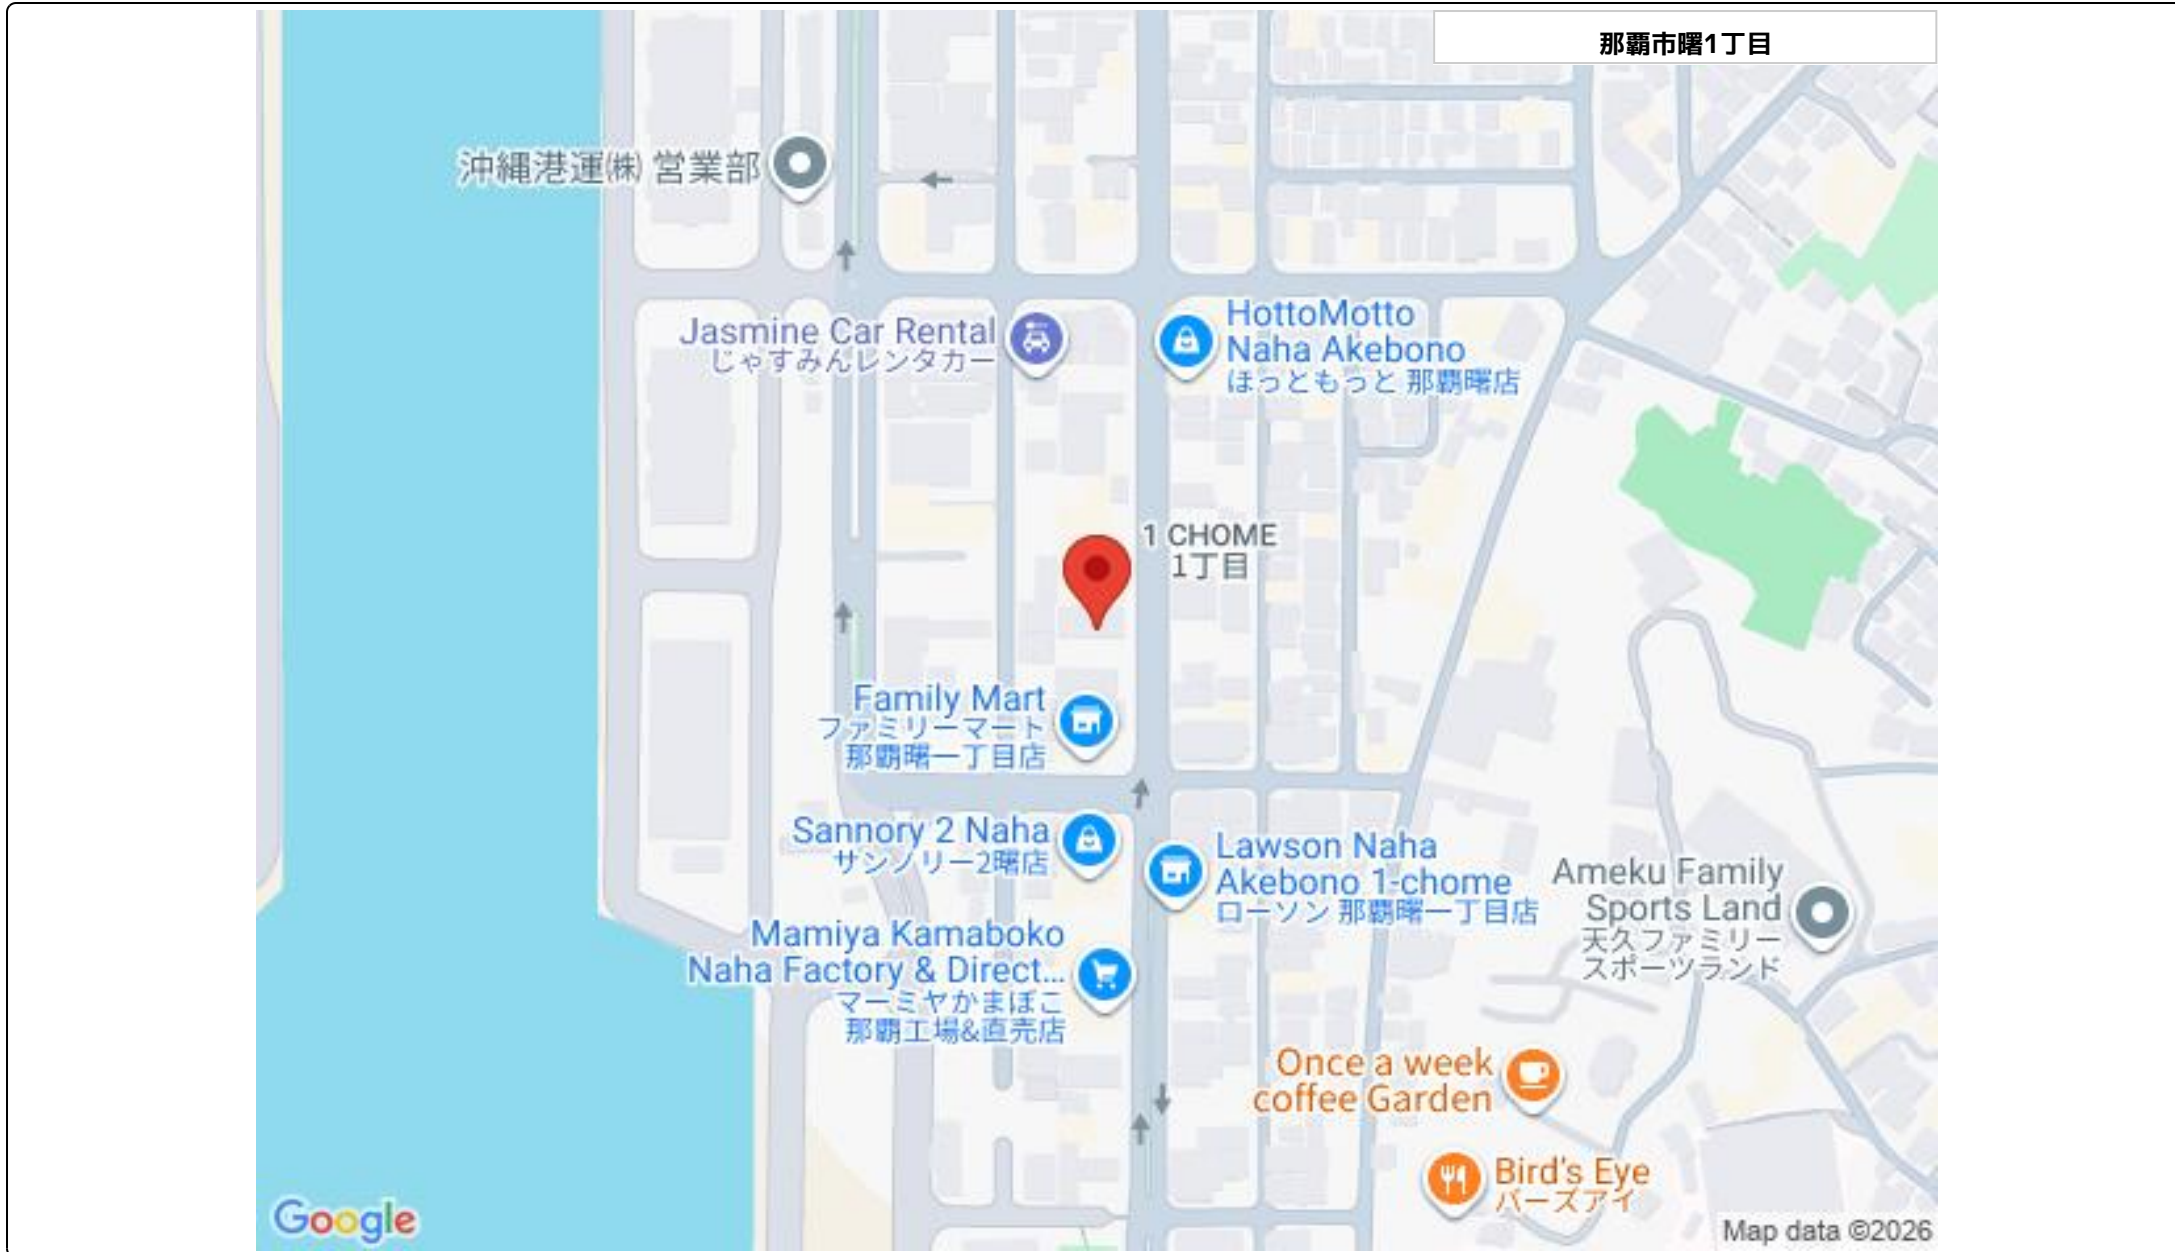 那覇市曙1丁目
沖縄港運㈱ 営業部
Jasmine Car Rental
じゃすみんレンタカー
HottoMotto
Naha Akebono
ほっともっと 那覇曙店
1 CHOME
1丁目
Family Mart
ファミリーマート
那覇曙一丁目店
Sannory 2 Naha
サンノリー2曙店
Lawson Naha
Akebono 1-chome
ローソン 那覇曙一丁目店
Ameku Family
Sports Land
天久ファミリー
スポーツランド
Mamiya Kamaboko
Naha Factory & Direct...
マーミヤかまぼこ
那覇工場&直売店
Once a week
coffee Garden
Bird's Eye
バーズアイ
Google
Map data ©2026